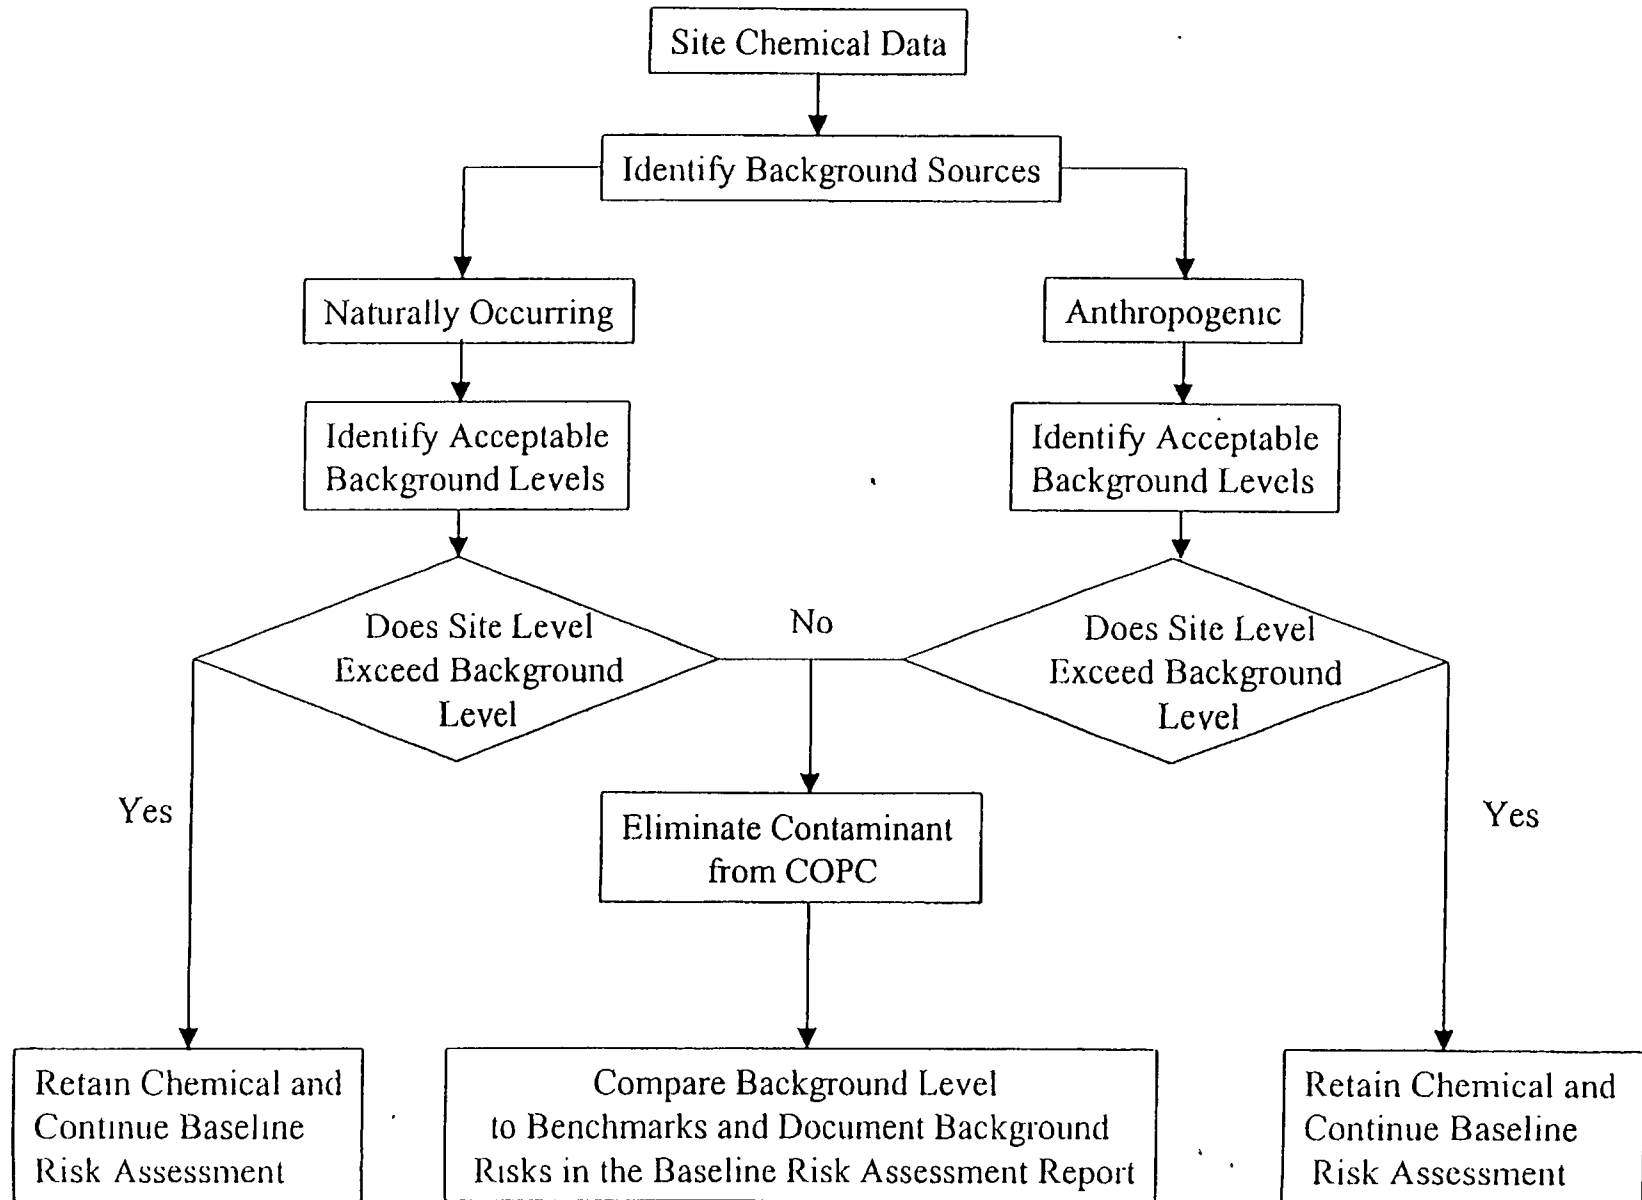 Site Chemical Data
Identify Background Sources
Naturally Occurring
Anthropogenic
Identify Acceptable
Background Levels
Identify Acceptable
Background Levels
Does Site Level
Exceed Background
Level
No
Does Site Level
Exceed Background
Level
Yes
Eliminate Contaminant
from COPC
Yes
Retain Chemical and
Continue Baseline
Risk Assessment
Compare Background Level
to Benchmarks and Document Background
Risks in the Baseline Risk Assessment Report
Retain Chemical and
Continue Baseline
Risk Assessment